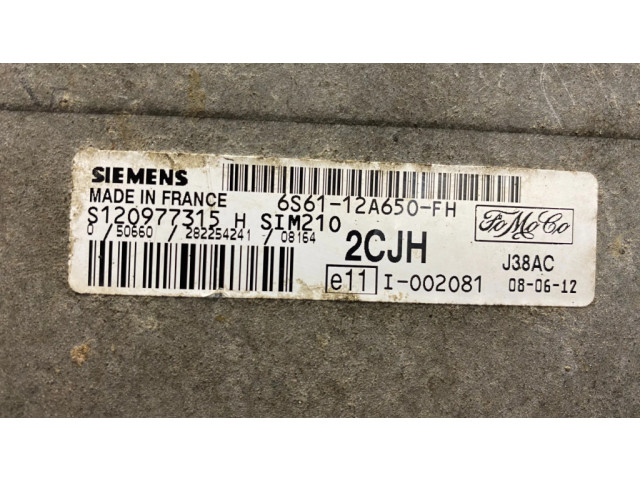 SIEMENS
MADE IN FRANCE
6S61-12A650-FH
S120977315 H SIM210
0 / 50660 / 282254241 / 08164
2CJH
FoMoCo
J38AC
e11 I-002081
08-06-12